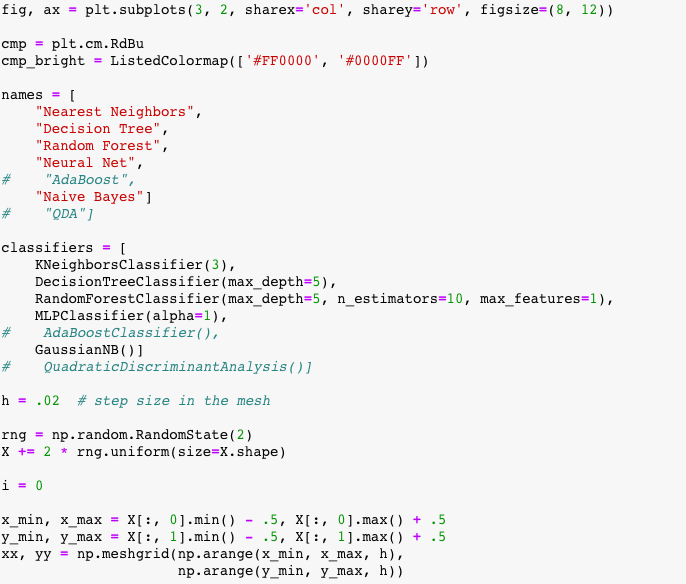 fig, ax = plt.subplots(3, 2, sharex='col', sharey='row', figsize=(8, 12))

cmp = plt.cm.RdBu
cmp_bright = ListedColormap(['#FF0000', '#0000FF'])

names = [
    "Nearest Neighbors",
    "Decision Tree",
    "Random Forest",
    "Neural Net",
#    "AdaBoost",
    "Naive Bayes"]
#    "QDA"]

classifiers = [
    KNeighborsClassifier(3),
    DecisionTreeClassifier(max_depth=5),
    RandomForestClassifier(max_depth=5, n_estimators=10, max_features=1),
    MLPClassifier(alpha=1),
#    AdaBoostClassifier(),
    GaussianNB()]
#    QuadraticDiscriminantAnalysis()]

h = .02  # step size in the mesh

rng = np.random.RandomState(2)
X += 2 * rng.uniform(size=X.shape)

i = 0

x_min, x_max = X[:, 0].min() - .5, X[:, 0].max() + .5
y_min, y_max = X[:, 1].min() - .5, X[:, 1].max() + .5
xx, yy = np.meshgrid(np.arange(x_min, x_max, h),
                     np.arange(y_min, y_max, h))